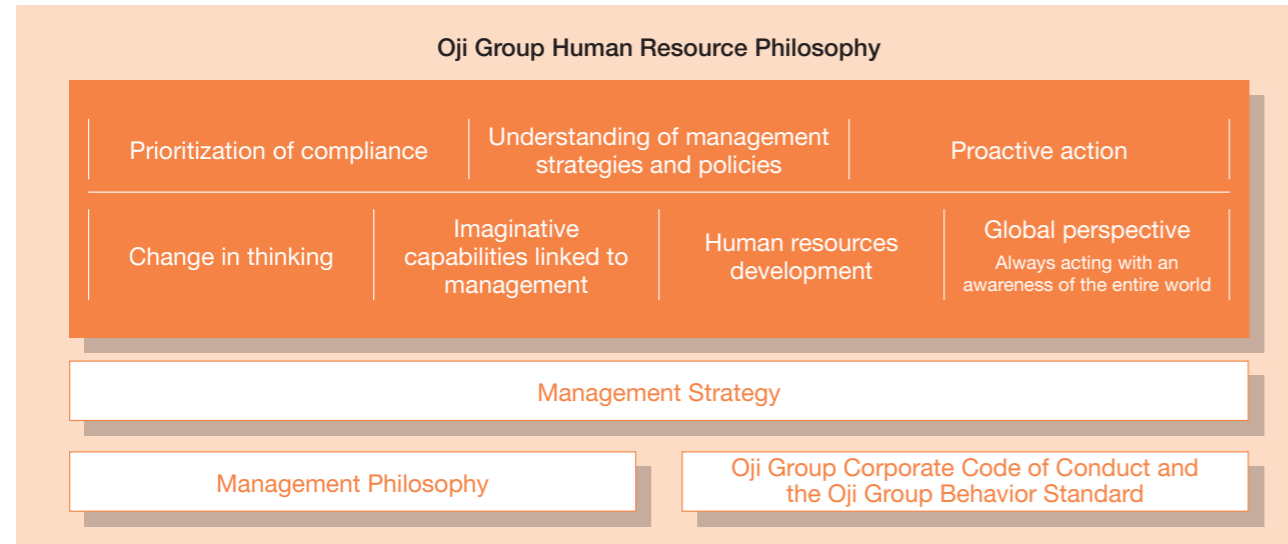 Oji Group Human Resource Philosophy
Prioritization of compliance
Understanding of management
strategies and policies
Proactive action
Change in thinking
Imaginative
capabilities linked to
management
Human resources
development
Global perspective
Always acting with an
awareness of the entire world
Management Strategy
Management Philosophy
Oji Group Corporate Code of Conduct and
the Oji Group Behavior Standard